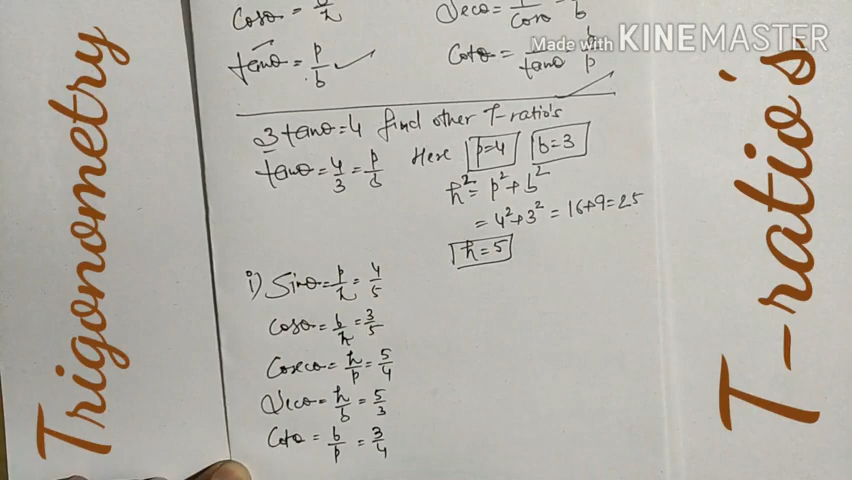 Trigonometry
T-ratio's
Made with KINEMASTER
Cosθ = b/h
Secθ = 1/Cosθ = b
tanθ = p/b ✓
Cotθ = 1/tanθ = b/p
3 tanθ = 4 find other T-ratio's
tanθ = 4/3 = p/b Here p=4 b=3
h² = p² + b²
= 4² + 3² = 16+9 = 25
h = 5
i) Sinθ = p/h = 4/5
Cosθ = b/h = 3/5
Cosecθ = h/p = 5/4
Secθ = h/b = 5/3
Cotθ = b/p = 3/4